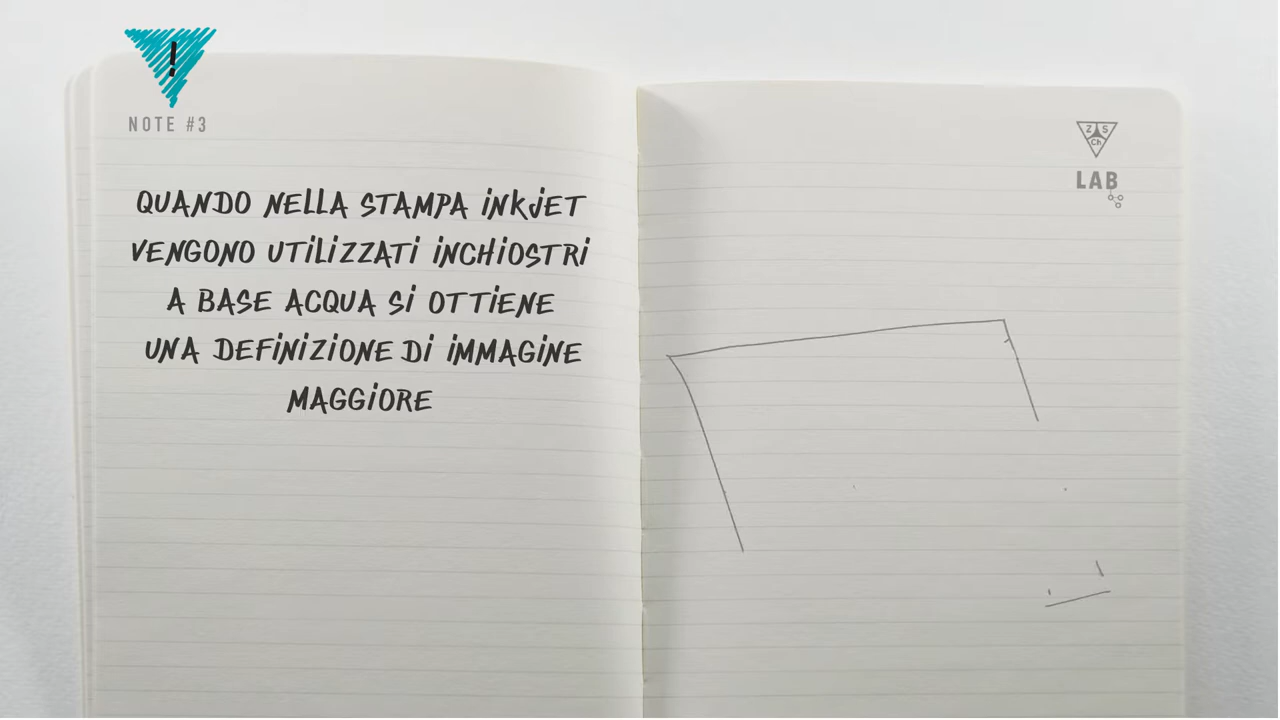 !
NOTE #3
QUANDO NELLA STAMPA iNKJET
VENGONO UTiLiZZATi iNCHiOSTRi
A BASE ACQUA Si OTTiENE
UNA DEFiNiZiONE Di iMMAGiNE
MAGGiORE
Z S
Ch
LAB